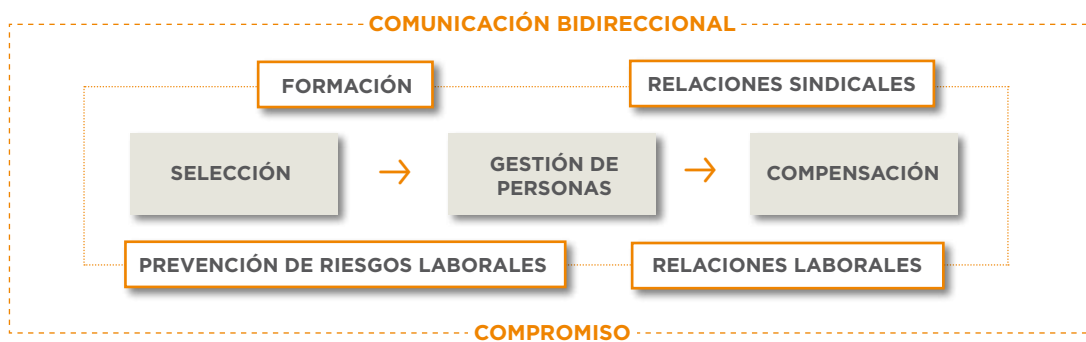 COMUNICACIÓN BIDIRECCIONAL
FORMACIÓN
RELACIONES SINDICALES
SELECCIÓN
GESTIÓN DE
PERSONAS
COMPENSACIÓN
PREVENCIÓN DE RIESGOS LABORALES
RELACIONES LABORALES
COMPROMISO